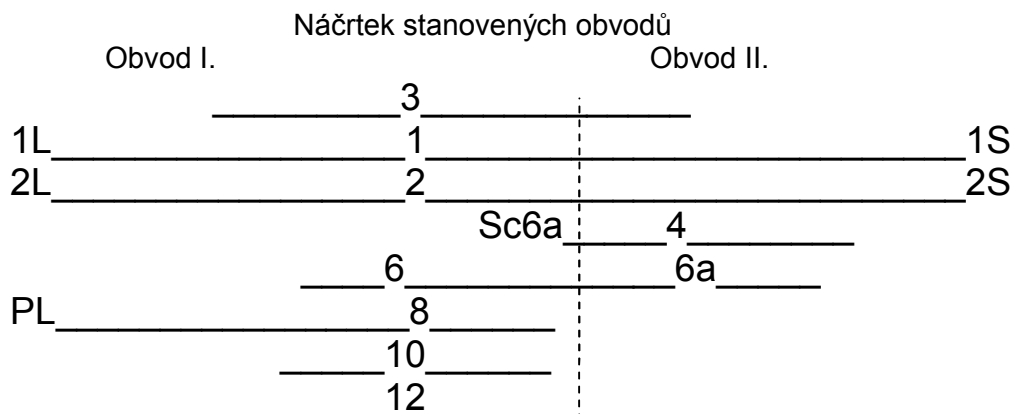 Náčrtek stanovených obvodů
Obvod I. Obvod II.
3
1L 1 1S
2L 2 2S
Sc6a 4
6 6a
PL 8
10
12